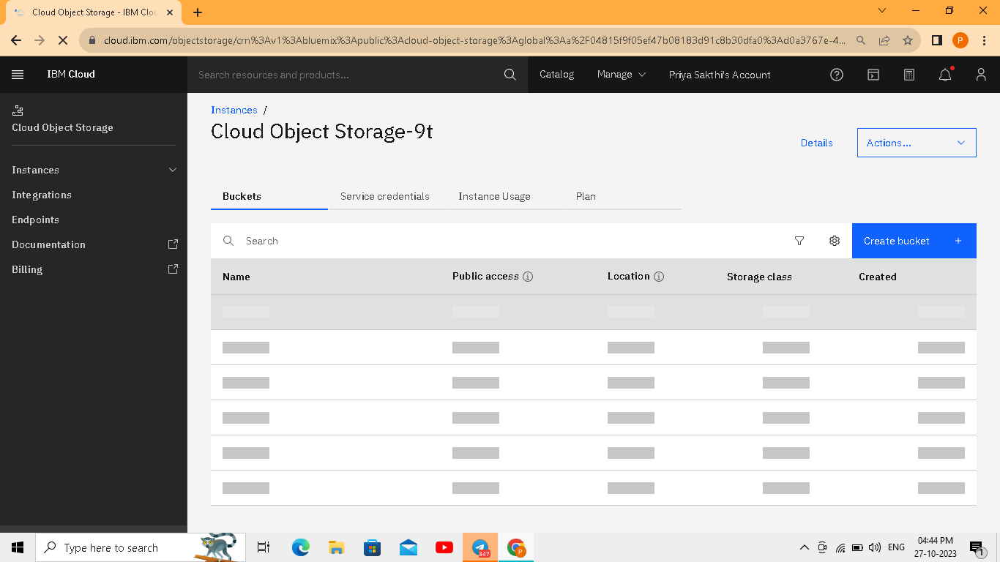 Cloud Object Storage - IBM Clou
cloud.ibm.com/objectstorage/crn%3Av1%3Abluemix%3Apublic%3Acloud-object-storage%3Aglobal%3Aa%2F04815f9f05ef47b08183d91c8b30dfa0%3Ad0a3767e-4...
P
IBM Cloud
Search resources and products...
Catalog
Manage
Priya Sakthi's Account
Cloud Object Storage
Instances
Integrations
Endpoints
Documentation
Billing
Instances /
Cloud Object Storage-9t
Details
Actions...
Buckets
Service credentials
Instance Usage
Plan
Search
Create bucket +
Name
Public access
Location
Storage class
Created
Type here to search
347
P
ENG
04:44 PM
27-10-2023
1